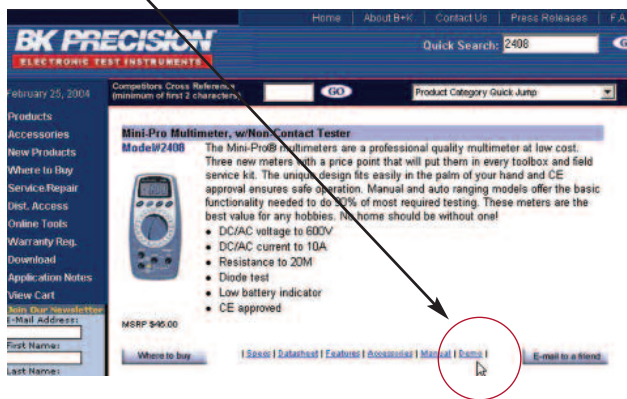 Home | About B+K | Contact Us | Press Releases | F.A
BK PRECISION
ELECTRONIC TEST INSTRUMENTS
Quick Search: 2408
February 25, 2004
Competitors Cross Reference
(minimum of first 2 characters)
GO
Product Category Quick Jump
Products
Accessories
New Products
Where to Buy
Service/Repair
Dist. Access
Online Tools
Warranty Reg.
Download
Application Notes
View Cart
Join Our Newsletter
E-Mail Address:
First Name:
Last Name:
Mini-Pro Multimeter, w/Non-Contact Tester
Model#2408
The Mini-Pro® multimeters are a professional quality multimeter at low cost.
Three new meters with a price point that will put them in every toolbox and field
service kit. The unique design fits easily in the palm of your hand and CE
approval ensures safe operation. Manual and auto ranging models offer the basic
functionality needed to do 90% of most required testing. These meters are the
best value for any hobbies. No home should be without one!
• DC/AC voltage to 600V
• DC/AC current to 10A
• Resistance to 20M
• Diode test
• Low battery indicator
• CE approved
MSRP $45.00
Where to buy
| Specs | Datasheet | Features | Accessories | Manual | Demo |
E-mail to a friend